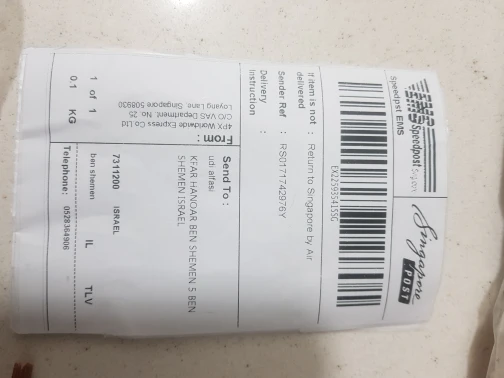 Speedpost
Singapore
POST
Speedpst EMS
EX225935415SG
If item is not : Return to Singapore by Air
delivered
Sender Ref : RS0171742976Y
Delivery :
Instruction
From :
4PX Worldwide Express Co Ltd
C/O VAS Department No. 25
Loyang Lane, Singapore 508930
Send To :
udi alfasi
KFAR HANOAR BEN SHEMEN 5 BEN
SHEMEN ISRAEL
7311200 ISRAEL
ben shemen IL TLV
1 of 1
0.1 KG
Telephone: 0528364906